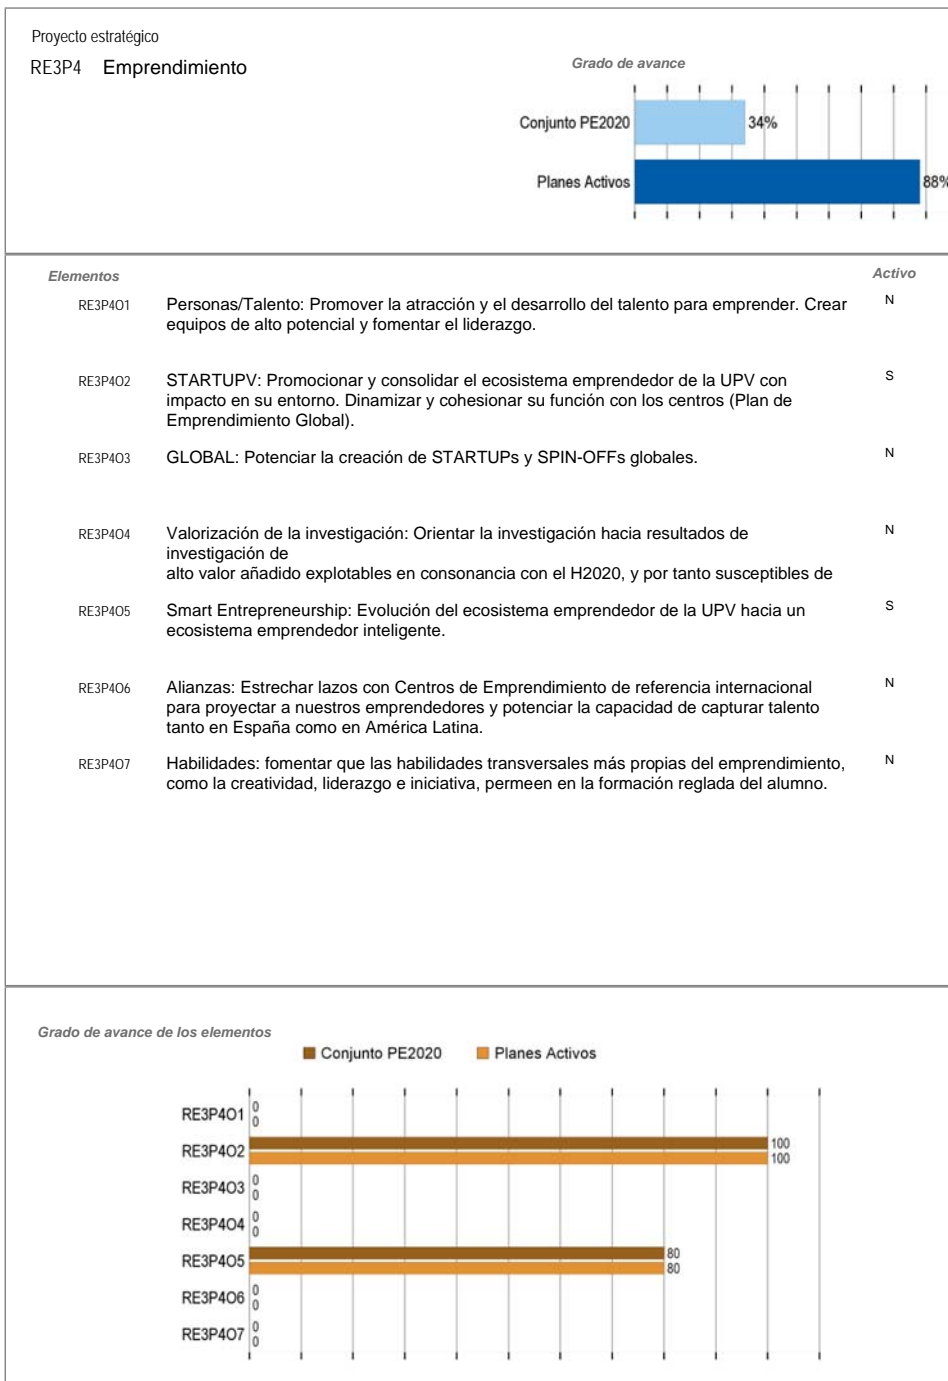 Proyecto estratégico
RE3P4 Emprendimiento
Grado de avance
Conjunto PE2020 34%
Planes Activos 88%
Elementos Activo
RE3P4O1 Personas/Talento: Promover la atracción y el desarrollo del talento para emprender. Crear N
equipos de alto potencial y fomentar el liderazgo.
RE3P4O2 STARTUPV: Promocionar y consolidar el ecosistema emprendedor de la UPV con S
impacto en su entorno. Dinamizar y cohesionar su función con los centros (Plan de
Emprendimiento Global).
RE3P4O3 GLOBAL: Potenciar la creación de STARTUPs y SPIN-OFFs globales. N
RE3P4O4 Valorización de la investigación: Orientar la investigación hacia resultados de N
investigación de
alto valor añadido explotables en consonancia con el H2020, y por tanto susceptibles de
RE3P4O5 Smart Entrepreneurship: Evolución del ecosistema emprendedor de la UPV hacia un S
ecosistema emprendedor inteligente.
RE3P4O6 Alianzas: Estrechar lazos con Centros de Emprendimiento de referencia internacional N
para proyectar a nuestros emprendedores y potenciar la capacidad de capturar talento
tanto en España como en América Latina.
RE3P4O7 Habilidades: fomentar que las habilidades transversales más propias del emprendimiento, N
como la creatividad, liderazgo e iniciativa, permeen en la formación reglada del alumno.
Grado de avance de los elementos
Conjunto PE2020 Planes Activos
RE3P4O1 0
0
RE3P4O2 100
100
RE3P4O3 0
0
RE3P4O4 0
0
RE3P4O5 80
80
RE3P4O6 0
0
RE3P4O7 0
0